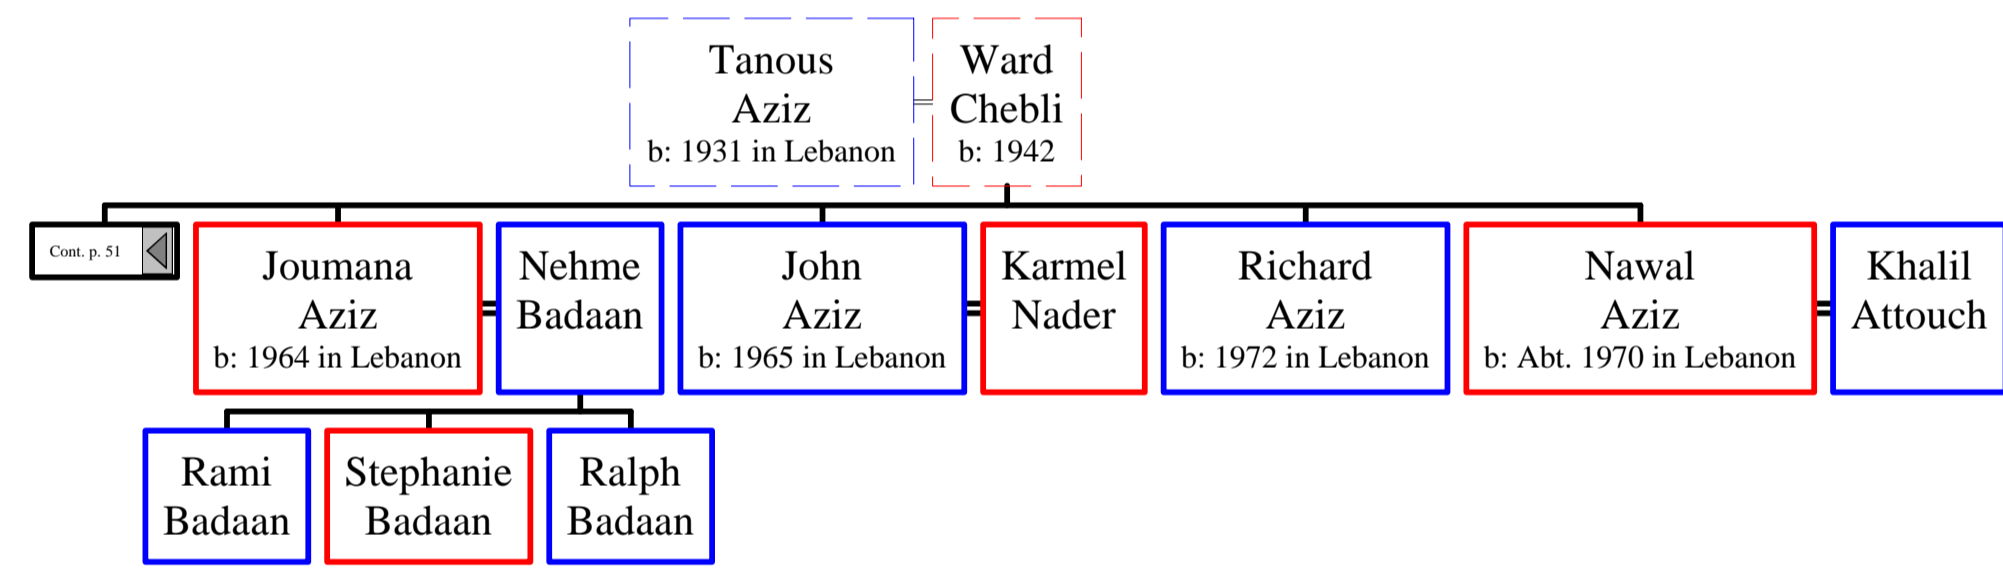 Tanous
Aziz
b: 1931 in Lebanon
Ward
Chebli
b: 1942
Cont. p. 51
Joumana
Aziz
b: 1964 in Lebanon
Nehme
Badaan
John
Aziz
b: 1965 in Lebanon
Karmel
Nader
Richard
Aziz
b: 1972 in Lebanon
Nawal
Aziz
b: Abt. 1970 in Lebanon
Khalil
Attouch
Rami
Badaan
Stephanie
Badaan
Ralph
Badaan